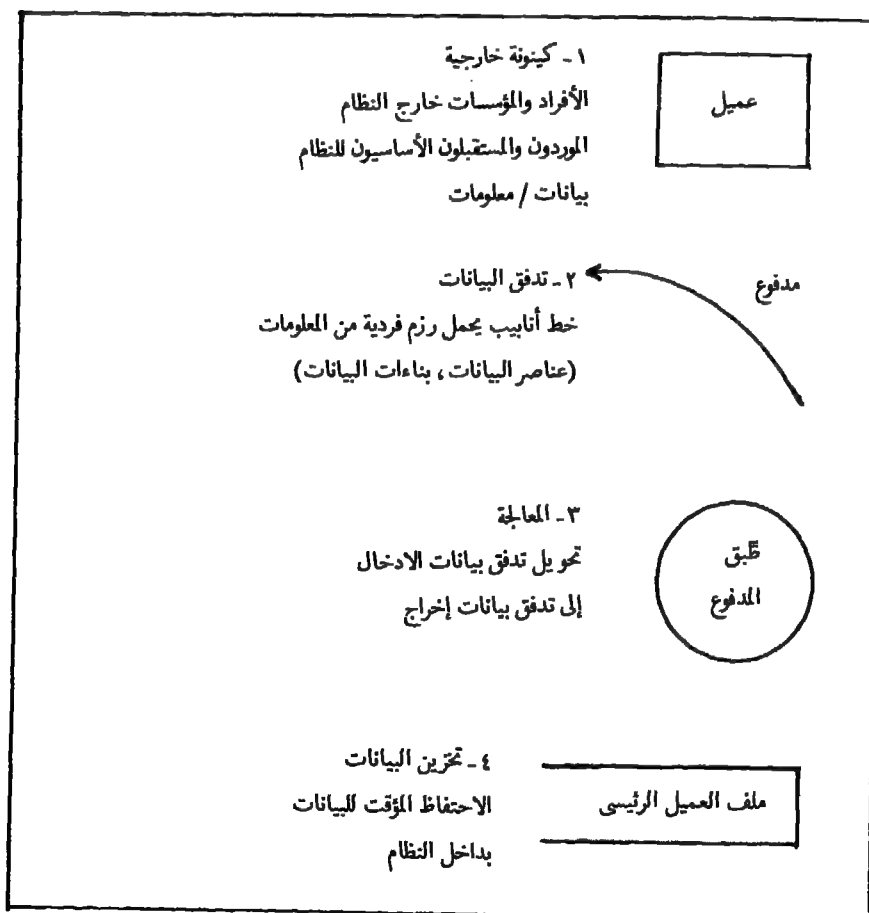 عميل
١ - كينونة خارجية
الأفراد والمؤسسات خارج النظام
الموردون والمستقبلون الأساسيون للنظام
بيانات / معلومات
مدفوع
٢ - تدفق البيانات
خط أنابيب يحمل رزم فردية من المعلومات
(عناصر البيانات ، بناءات البيانات)
طّبق
المدفوع
٣ - المعالجة
تحويل تدفق بيانات الادخال
إلى تدفق بيانات إخراج
ملف العميل الرئيسى
٤ - تخزين البيانات
الاحتفاظ المؤقت للبيانات
بداخل النظام